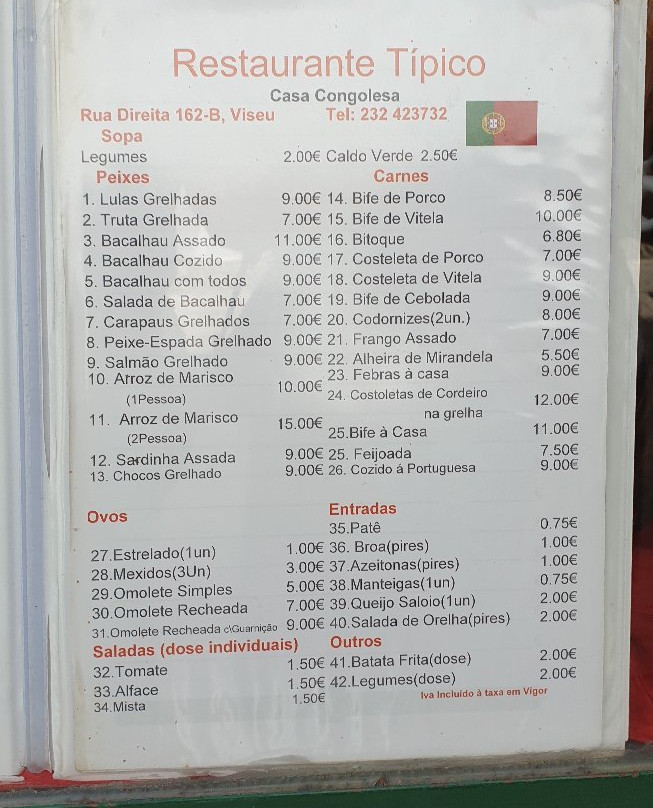 Restaurante Típico
Casa Congolesa
Rua Direita 162-B, Viseu Tel: 232 423732
Sopa
Legumes 2.00€ Caldo Verde 2.50€
Peixes
1. Lulas Grelhadas 9.00€
2. Truta Grelhada 7.00€
3. Bacalhau Assado 11.00€
4. Bacalhau Cozido 9.00€
5. Bacalhau com todos 9.00€
6. Salada de Bacalhau 7.00€
7. Carapaus Grelhados 7.00€
8. Peixe-Espada Grelhado 9.00€
9. Salmão Grelhado 9.00€
10. Arroz de Marisco 10.00€
(1Pessoa)
11. Arroz de Marisco 15.00€
(2Pessoa)
12. Sardinha Assada 9.00€
13. Chocos Grelhado 9.00€
Carnes
14. Bife de Porco 8.50€
15. Bife de Vitela 10.00€
16. Bitoque 6.80€
17. Costeleta de Porco 7.00€
18. Costeleta de Vitela 9.00€
19. Bife de Cebolada 9.00€
20. Codornizes(2un.) 8.00€
21. Frango Assado 7.00€
22. Alheira de Mirandela 5.50€
23. Febras à casa 9.00€
24. Costoletas de Cordeiro 12.00€
na grelha
25.Bife à Casa 11.00€
25. Feijoada 7.50€
26. Cozido á Portuguesa 9.00€
Ovos
27.Estrelado(1un) 1.00€
28.Mexidos(3Un) 3.00€
29.Omolete Simples 5.00€
30.Omolete Recheada 7.00€
31.Omolete Recheada c\Guarnição 9.00€
Entradas
35.Patê 0.75€
36. Broa(pires) 1.00€
37.Azeitonas(pires) 1.00€
38.Manteigas(1un) 0.75€
39.Queijo Saloio(1un) 2.00€
40.Salada de Orelha(pires) 2.00€
Saladas (dose individuais)
32.Tomate 1.50€
33.Alface 1.50€
34.Mista 1.50€
Outros
41.Batata Frita(dose) 2.00€
42.Legumes(dose) 2.00€
Iva Incluído à taxa em Vigor